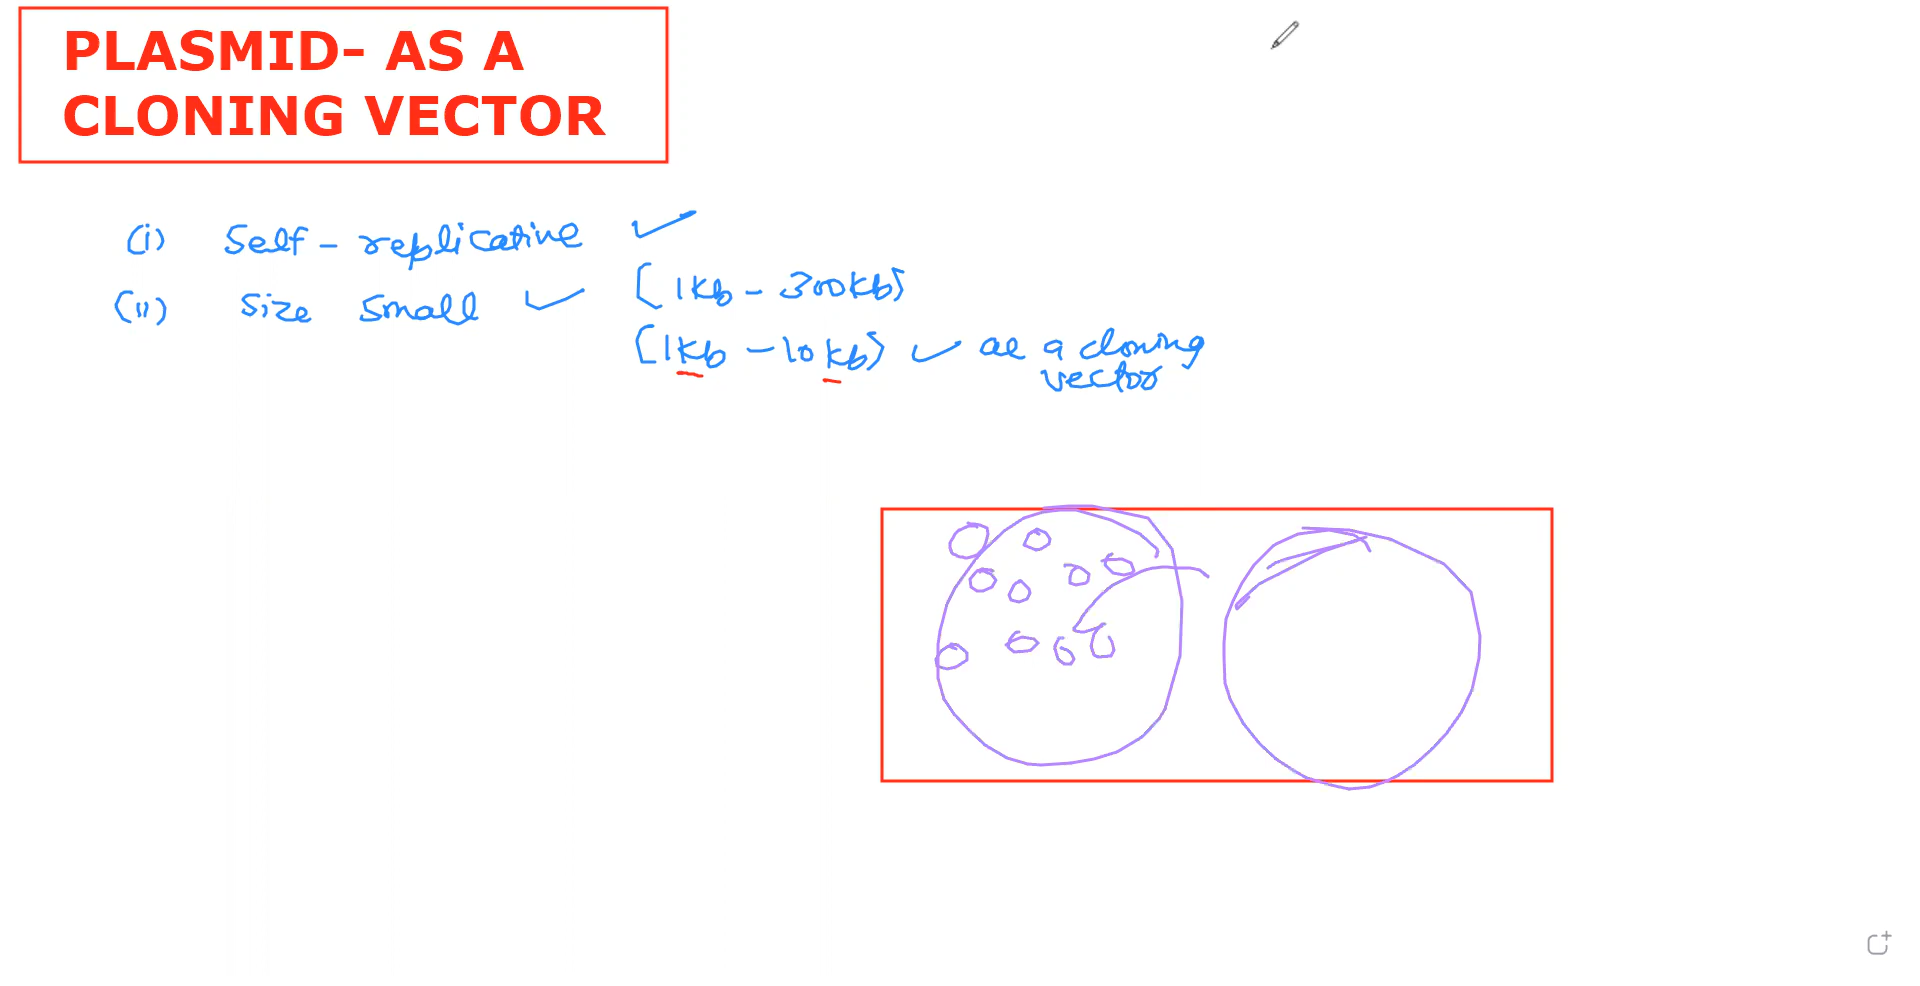 PLASMID- AS A
CLONING VECTOR
(i) Self - replicative
(ii) Size small [1kb - 300kb]
[1kb - 10kb] as a cloning
vector